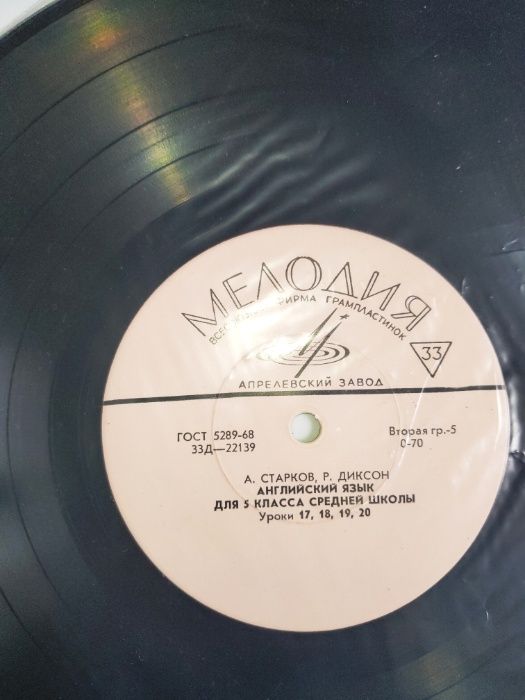 МЕЛОДИЯ
ВСЕСОЮЗНАЯ ФИРМА ГРАМПЛАСТИНОК
33
АПРЕЛЕВСКИЙ ЗАВОД
ГОСТ 5289-68
33Д—22139
Вторая гр.-5
0-70
А. СТАРКОВ, Р. ДИКСОН
АНГЛИЙСКИЙ ЯЗЫК
ДЛЯ 5 КЛАССА СРЕДНЕЙ ШКОЛЫ
Уроки 17, 18, 19, 20